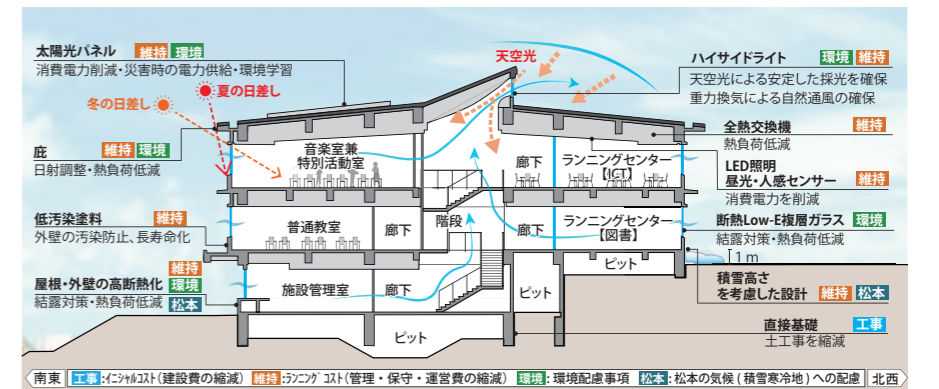 太陽光パネル 維持 環境
消費電力削減・災害時の電力供給・環境学習
冬の日差し
夏の日差し
天空光
ハイサイドライト 環境 維持
天空光による安定した採光を確保
重力換気による自然通風の確保
庇 維持 環境
日射調整・熱負荷低減
全熱交換機 維持
熱負荷低減
LED照明
昼光・人感センサー 維持
消費電力を削減
低汚染塗料 維持
外壁の汚染防止、長寿命化
断熱Low-E複層ガラス 環境
結露対策・熱負荷低減
1m
維持
屋根・外壁の高断熱化 環境
結露対策・熱負荷低減 松本
積雪高さ
を考慮した設計 維持 松本
直接基礎 工事
土工事を縮減
音楽室兼
特別活動室
廊下
ランニングセンター
【ICT】
普通教室
廊下
階段
廊下
ランニングセンター
【図書】
施設管理室
廊下
ピット
ピット
ピット
南東 工事:イニシャルコスト(建設費の縮減) 維持:ランニングコスト(管理・保守・運営費の縮減) 環境:環境配慮事項 松本:松本の気候(積雪寒冷地)への配慮 北西